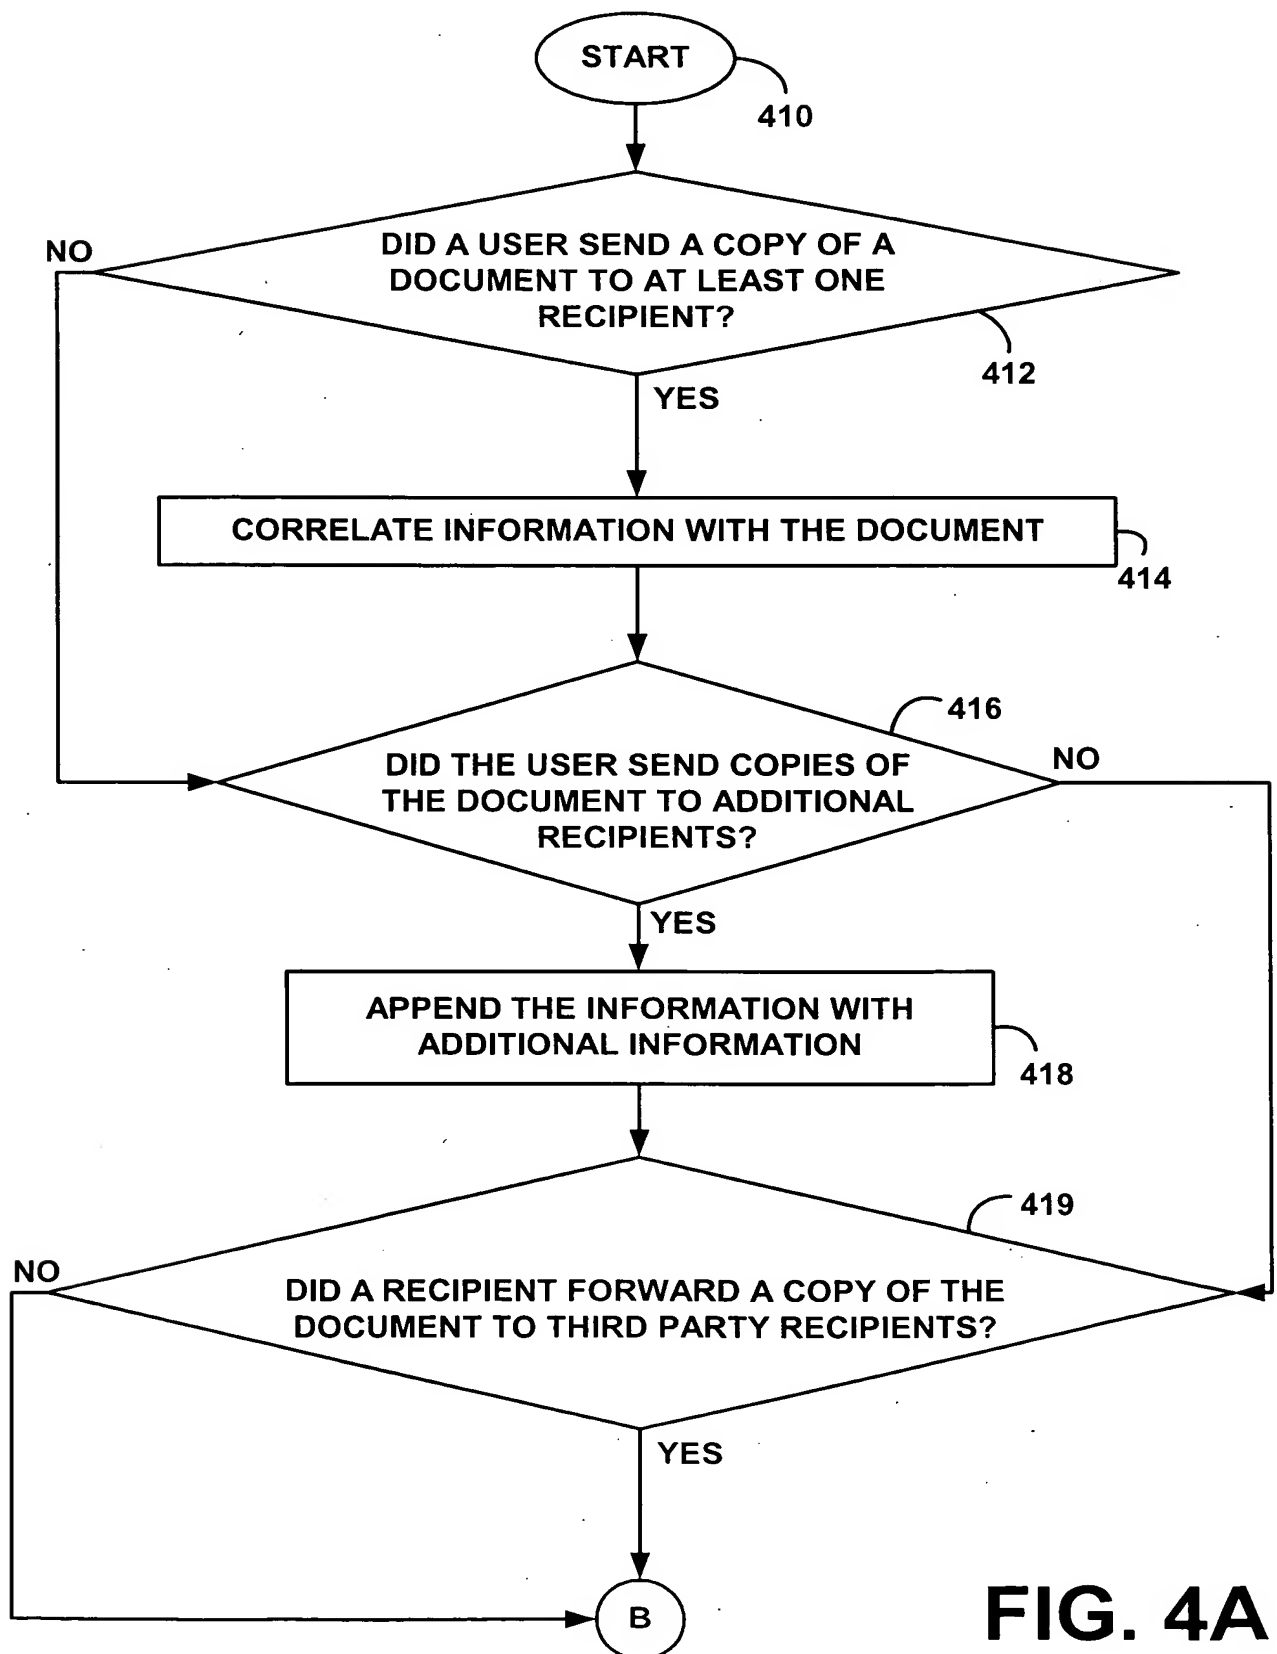 START
410
NO
DID A USER SEND A COPY OF A
DOCUMENT TO AT LEAST ONE
RECIPIENT?
412
YES
CORRELATE INFORMATION WITH THE DOCUMENT
414
416
DID THE USER SEND COPIES OF
THE DOCUMENT TO ADDITIONAL
RECIPIENTS?
NO
YES
APPEND THE INFORMATION WITH
ADDITIONAL INFORMATION
418
419
NO
DID A RECIPIENT FORWARD A COPY OF THE
DOCUMENT TO THIRD PARTY RECIPIENTS?
YES
B
FIG. 4A